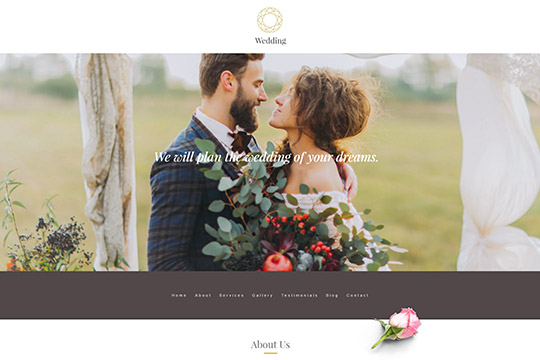 Wedding
We will plan the wedding of your dreams.
Home About Services Gallery Testimonials Blog Contact
About Us